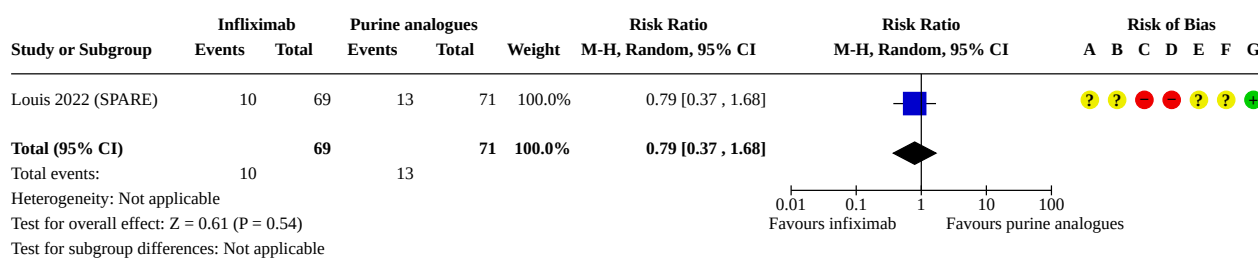 Infliximab Purine analogues Risk Ratio Risk Ratio Risk of Bias
Study or Subgroup Events Total Events Total Weight M-H, Random, 95% CI M-H, Random, 95% CI A B C D E F G
Louis 2022 (SPARE) 10 69 13 71 100.0% 0.79 [0.37 , 1.68] ? ? − − ? ? +
Total (95% CI) 69 71 100.0% 0.79 [0.37 , 1.68]
Total events: 10 13
Heterogeneity: Not applicable
0.01 0.1 1 10 100
Test for overall effect: Z = 0.61 (P = 0.54) Favours infiximab Favours purine analogues
Test for subgroup differences: Not applicable